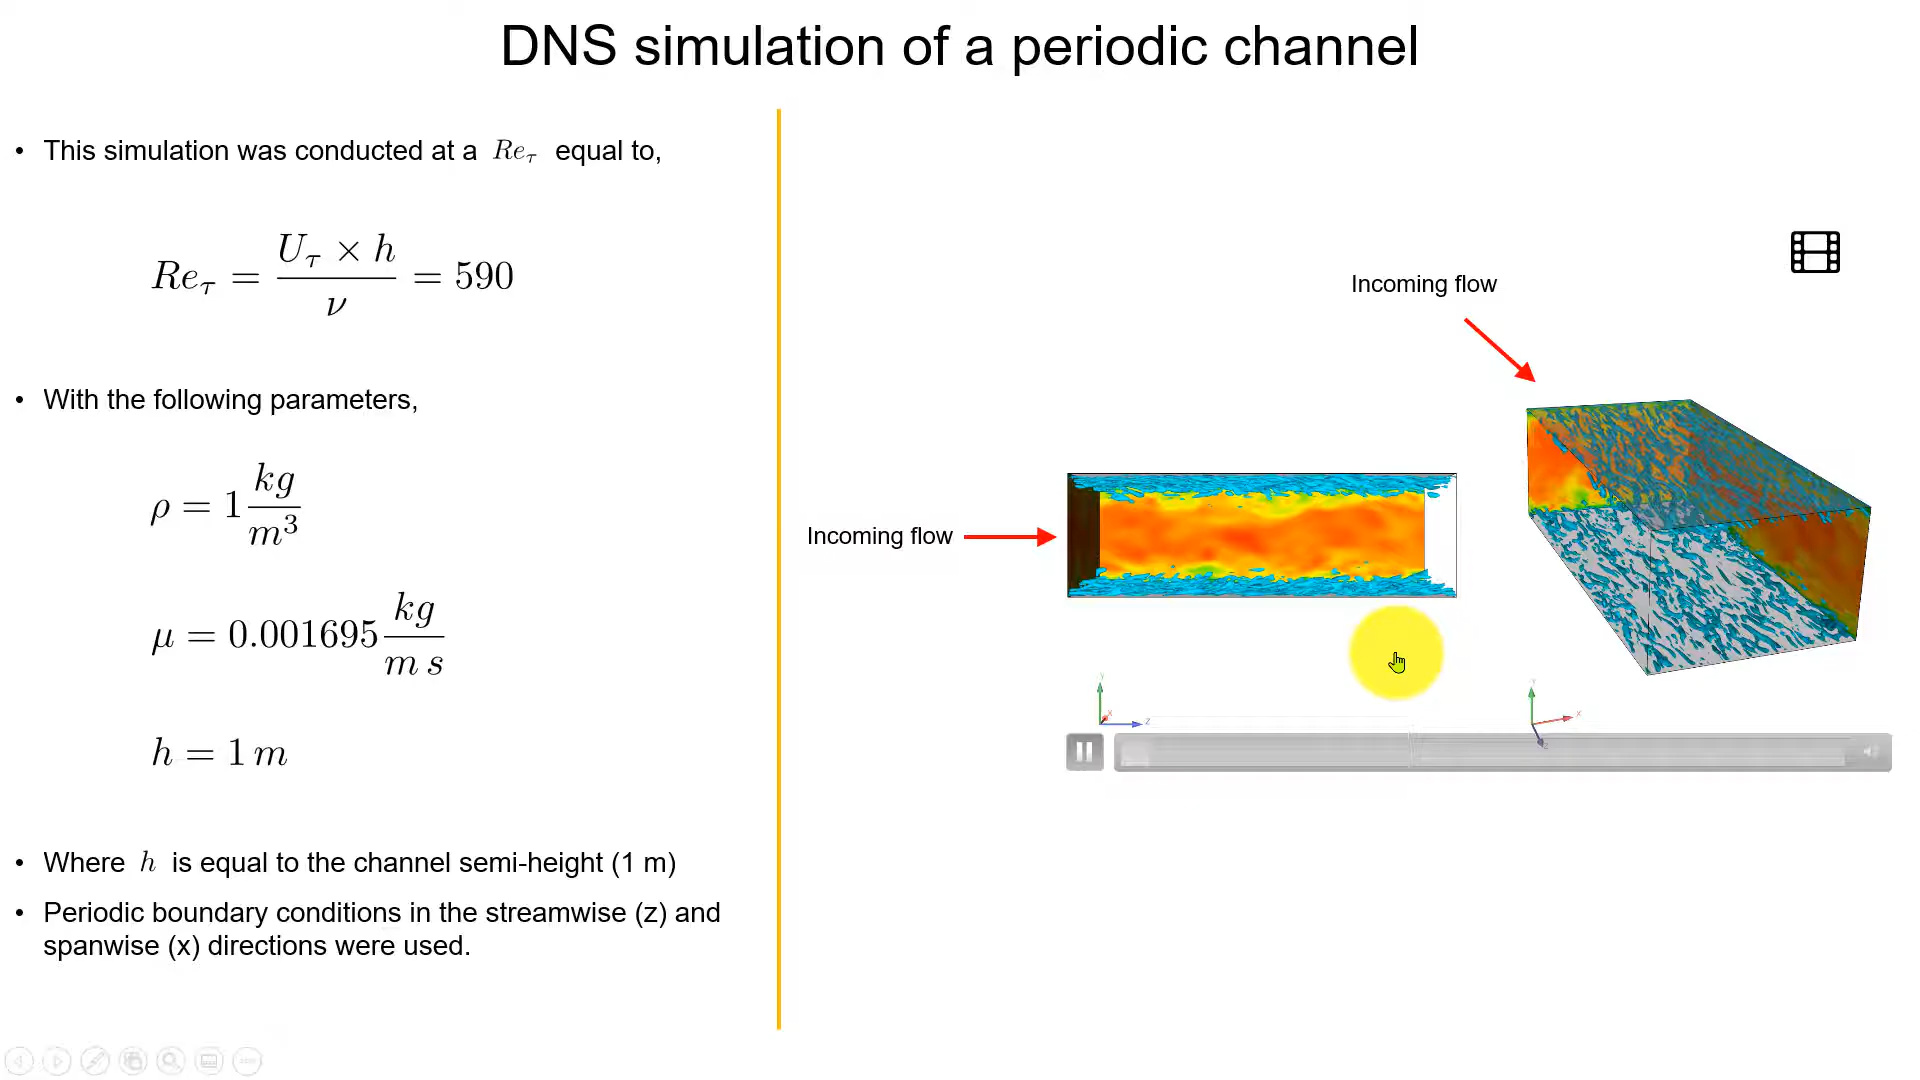 DNS simulation of a periodic channel
• This simulation was conducted at a Re_τ equal to,
Re_τ = (U_τ × h) / ν = 590
• With the following parameters,
ρ = 1 kg/m^3
μ = 0.001695 kg/(m s)
h = 1 m
• Where h is equal to the channel semi-height (1 m)
• Periodic boundary conditions in the streamwise (z) and
spanwise (x) directions were used.
Incoming flow
Incoming flow
Y
X
Z
Y
X
Z